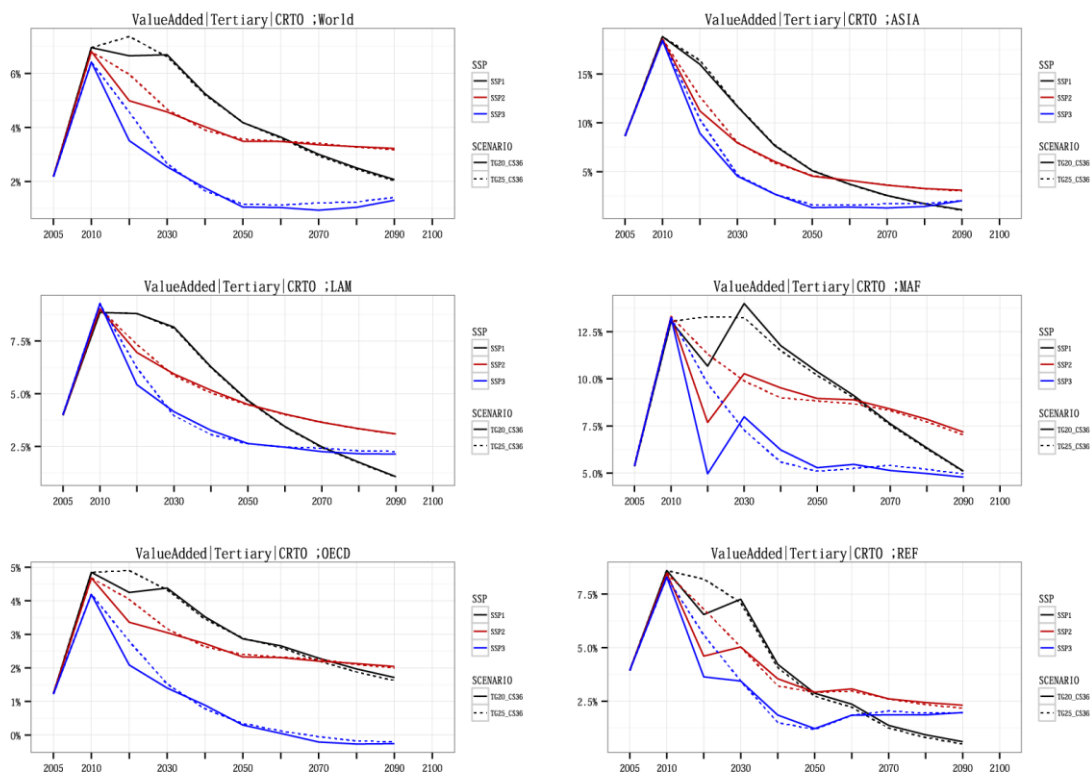 ValueAdded|Tertiary|CRTO ;World
6%
4%
2%
2005 2010 2030 2050 2070 2090 2100
SSP
SSP1
SSP2
SSP3
SCENARIO
TG20_CS36
TG25_CS36
ValueAdded|Tertiary|CRTO ;ASIA
15%
10%
5%
2005 2010 2030 2050 2070 2090 2100
SSP
SSP1
SSP2
SSP3
SCENARIO
TG20_CS36
TG25_CS36
ValueAdded|Tertiary|CRTO ;LAM
7.5%
5.0%
2.5%
2005 2010 2030 2050 2070 2090 2100
SSP
SSP1
SSP2
SSP3
SCENARIO
TG20_CS36
TG25_CS36
ValueAdded|Tertiary|CRTO ;MAF
12.5%
10.0%
7.5%
5.0%
2005 2010 2030 2050 2070 2090 2100
SSP
SSP1
SSP2
SSP3
SCENARIO
TG20_CS36
TG25_CS36
ValueAdded|Tertiary|CRTO ;OECD
5%
4%
3%
2%
1%
0%
2005 2010 2030 2050 2070 2090 2100
SSP
SSP1
SSP2
SSP3
SCENARIO
TG20_CS36
TG25_CS36
ValueAdded|Tertiary|CRTO ;REF
7.5%
5.0%
2.5%
2005 2010 2030 2050 2070 2090 2100
SSP
SSP1
SSP2
SSP3
SCENARIO
TG20_CS36
TG25_CS36